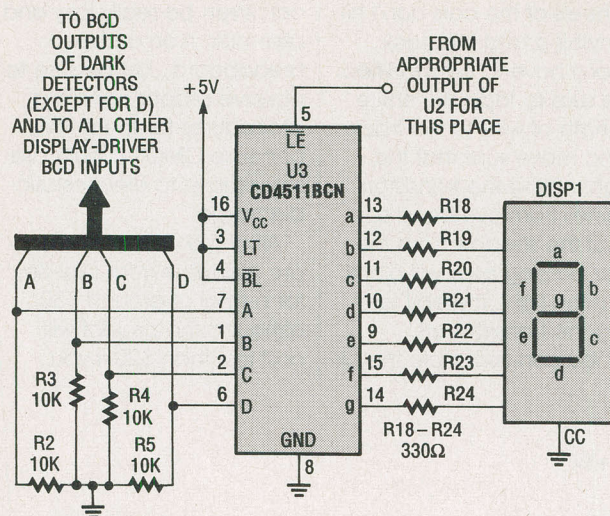 TO BCD
OUTPUTS
OF DARK
DETECTORS
(EXCEPT FOR D)
AND TO ALL OTHER
DISPLAY-DRIVER
BCD INPUTS
+5V
FROM
APPROPRIATE
OUTPUT OF
U2 FOR
THIS PLACE
5
LE
U3
CD4511BCN
DISP1
16 VCC
3 LT
4 BL
7 A
1 B
2 C
6 D
GND
8
a 13 R18
b 12 R19
c 11 R20
d 10 R21
e 9 R22
f 15 R23
g 14 R24
R18–R24
330Ω
a
f b
g
e c
d
CC
A B C D
R3
10K
R4
10K
R2
10K
R5
10K